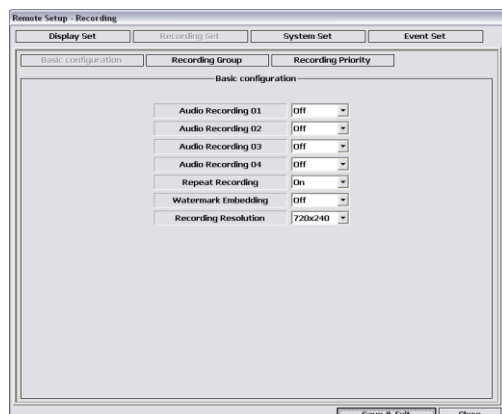 Remote Setup - Recording
Display Set Recording Set System Set Event Set
Basic configuration Recording Group Recording Priority
Basic configuration
Audio Recording 01 Off
Audio Recording 02 Off
Audio Recording 03 Off
Audio Recording 04 Off
Repeat Recording On
Watermark Embedding Off
Recording Resolution 720x240
Save & Exit Close